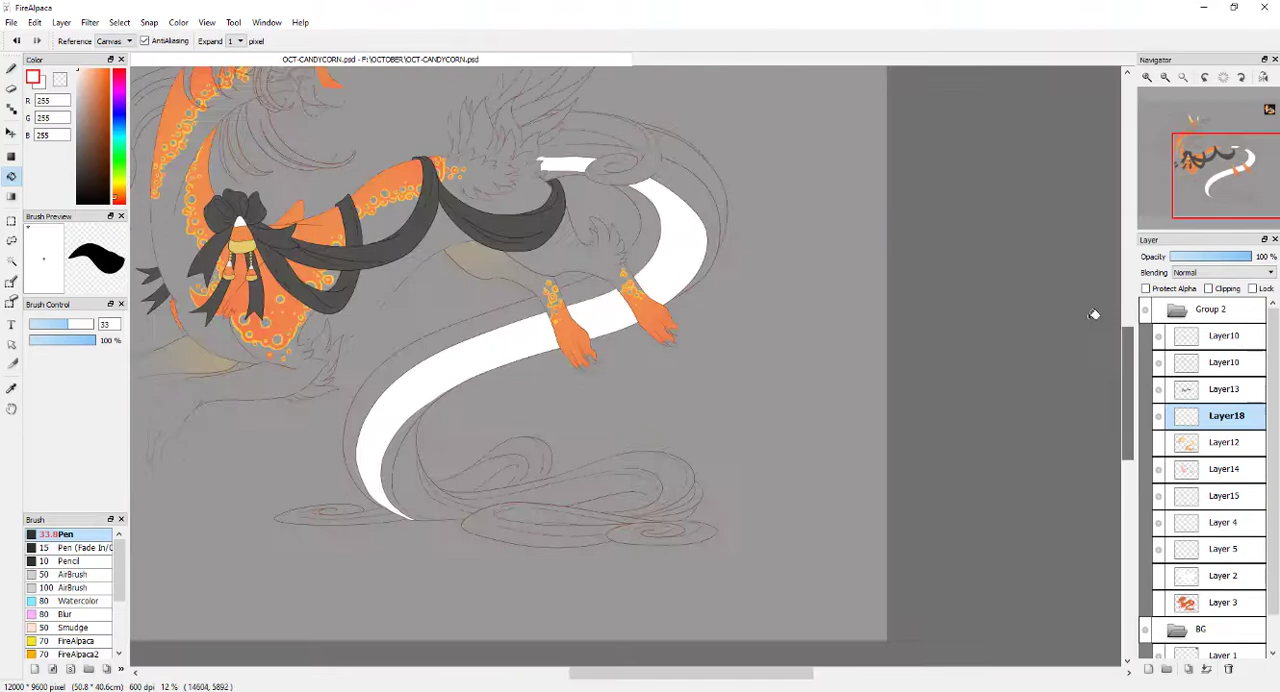 FireAlpaca
File Edit Layer Filter Select Snap Color View Tool Window Help
Reference Canvas AntiAliasing Expand 1 pixel
OCT-CANDYCORN.psd - F:\OCTOBER\OCT-CANDYCORN.psd
Color
R 255
G 255
B 255
Brush Preview
Brush Control
33
100 %
Brush
33.0 Pen
15 Pen (Fade In/C
10 Pencil
50 AirBrush
100 AirBrush
80 Watercolor
80 Blur
50 Smudge
70 FireAlpaca
70 FireAlpaca2
Navigator
Layer
Opacity 100 %
Blending Normal
Protect Alpha Clipping Lock
Group 2
Layer10
Layer10
Layer13
Layer18
Layer12
Layer14
Layer15
Layer 4
Layer 5
Layer 2
Layer 3
BG
Layer 1
12000 * 9600 pixel (50.8 * 40.6cm) 600 dpi 12 % ( 14604, 5892 )